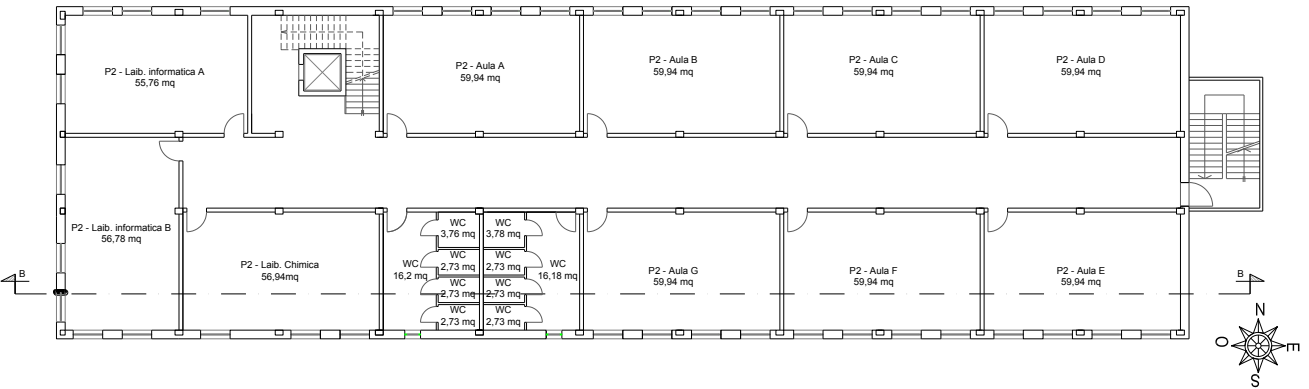 P2 - Laib. informatica A
55,76 mq
P2 - Aula A
59,94 mq
P2 - Aula B
59,94 mq
P2 - Aula C
59,94 mq
P2 - Aula D
59,94 mq
P2 - Laib. informatica B
56,78 mq
P2 - Laib. Chimica
56,94mq
WC
16,2 mq
WC
3,76 mq
WC
2,73 mq
WC
2,73 mq
WC
2,73 mq
WC
3,78 mq
WC
2,73 mq
WC
2,73 mq
WC
2,73 mq
WC
16,18 mq
P2 - Aula G
59,94 mq
P2 - Aula F
59,94 mq
P2 - Aula E
59,94 mq
B
B
N
O
E
S